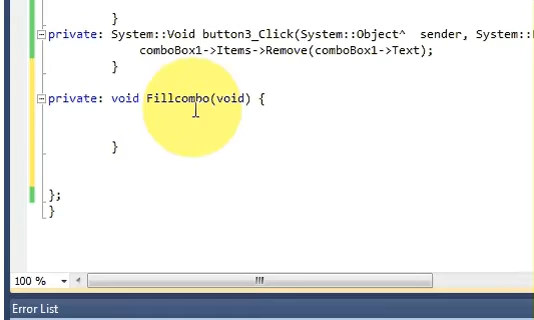 }
private: System::Void button3_Click(System::Object^  sender, System::
comboBox1->Items->Remove(comboBox1->Text);
}
private: void Fillcombo(void) {
}
};
}
100 %
Error List